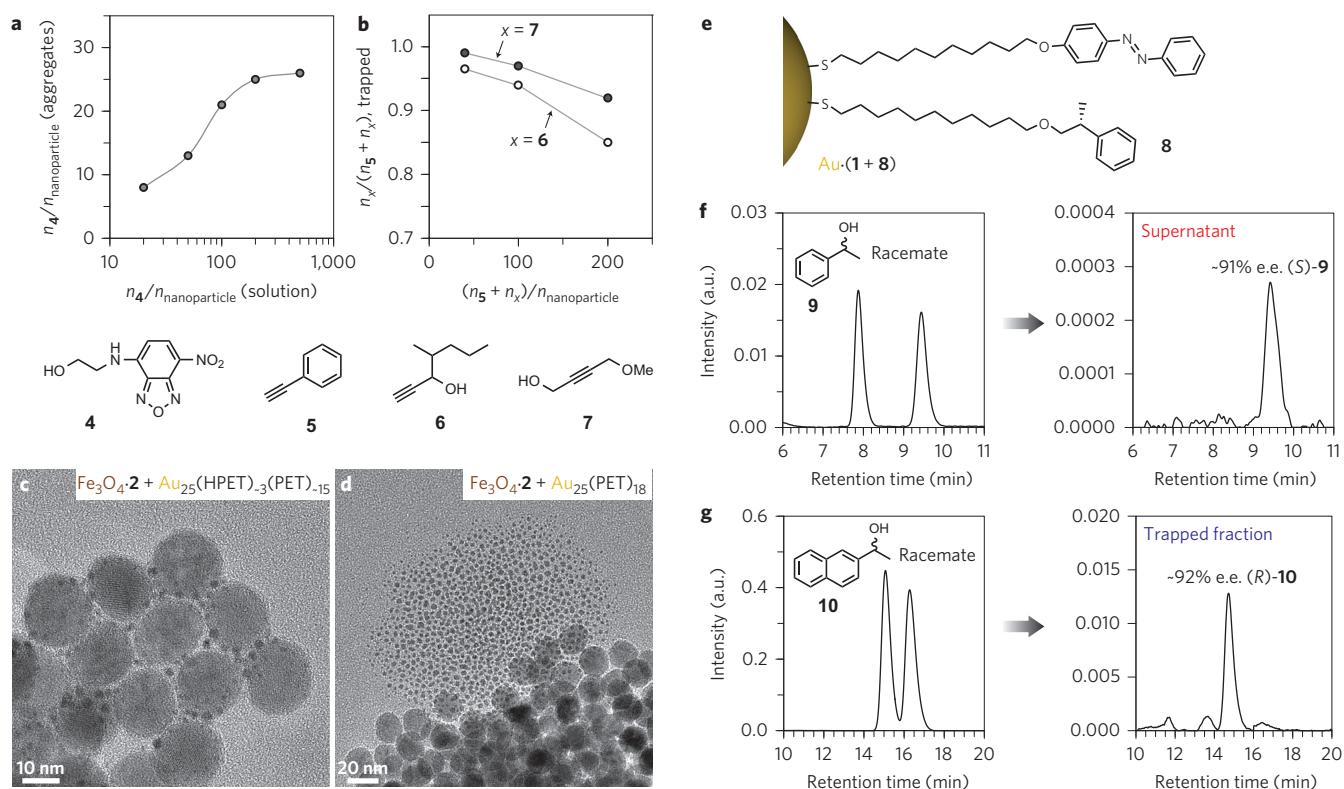 a
n4/nnanoparticle (aggregates)
30
20
10
0
10
100
1,000
n4/nnanoparticle (solution)
b
nx/(n5 + nx), trapped
1.0
0.9
0.8
0.7
x = 7
x = 6
0
100
200
(n5 + nx)/nnanoparticle
HO
H
N
NO2
N
O
N
4
5
OH
6
HO
OMe
7
c
Fe3O4·2 + Au25(HPET)~3(PET)~15
10 nm
d
Fe3O4·2 + Au25(PET)18
20 nm
e
S
O
N
N
S
O
8
Au·(1 + 8)
f
Intensity (a.u.)
0.03
0.02
0.01
0.00
OH
Racemate
9
6 7 8 9 10 11
Retention time (min)
0.0004
0.0003
0.0002
0.0001
0.0000
Supernatant
~91% e.e. (S)-9
6 7 8 9 10 11
Retention time (min)
g
Intensity (a.u.)
0.6
0.4
0.2
0.0
OH
Racemate
10
10 12 14 16 18 20
Retention time (min)
0.020
0.015
0.010
0.005
0.000
Trapped fraction
~92% e.e. (R)-10
10 12 14 16 18 20
Retention time (min)